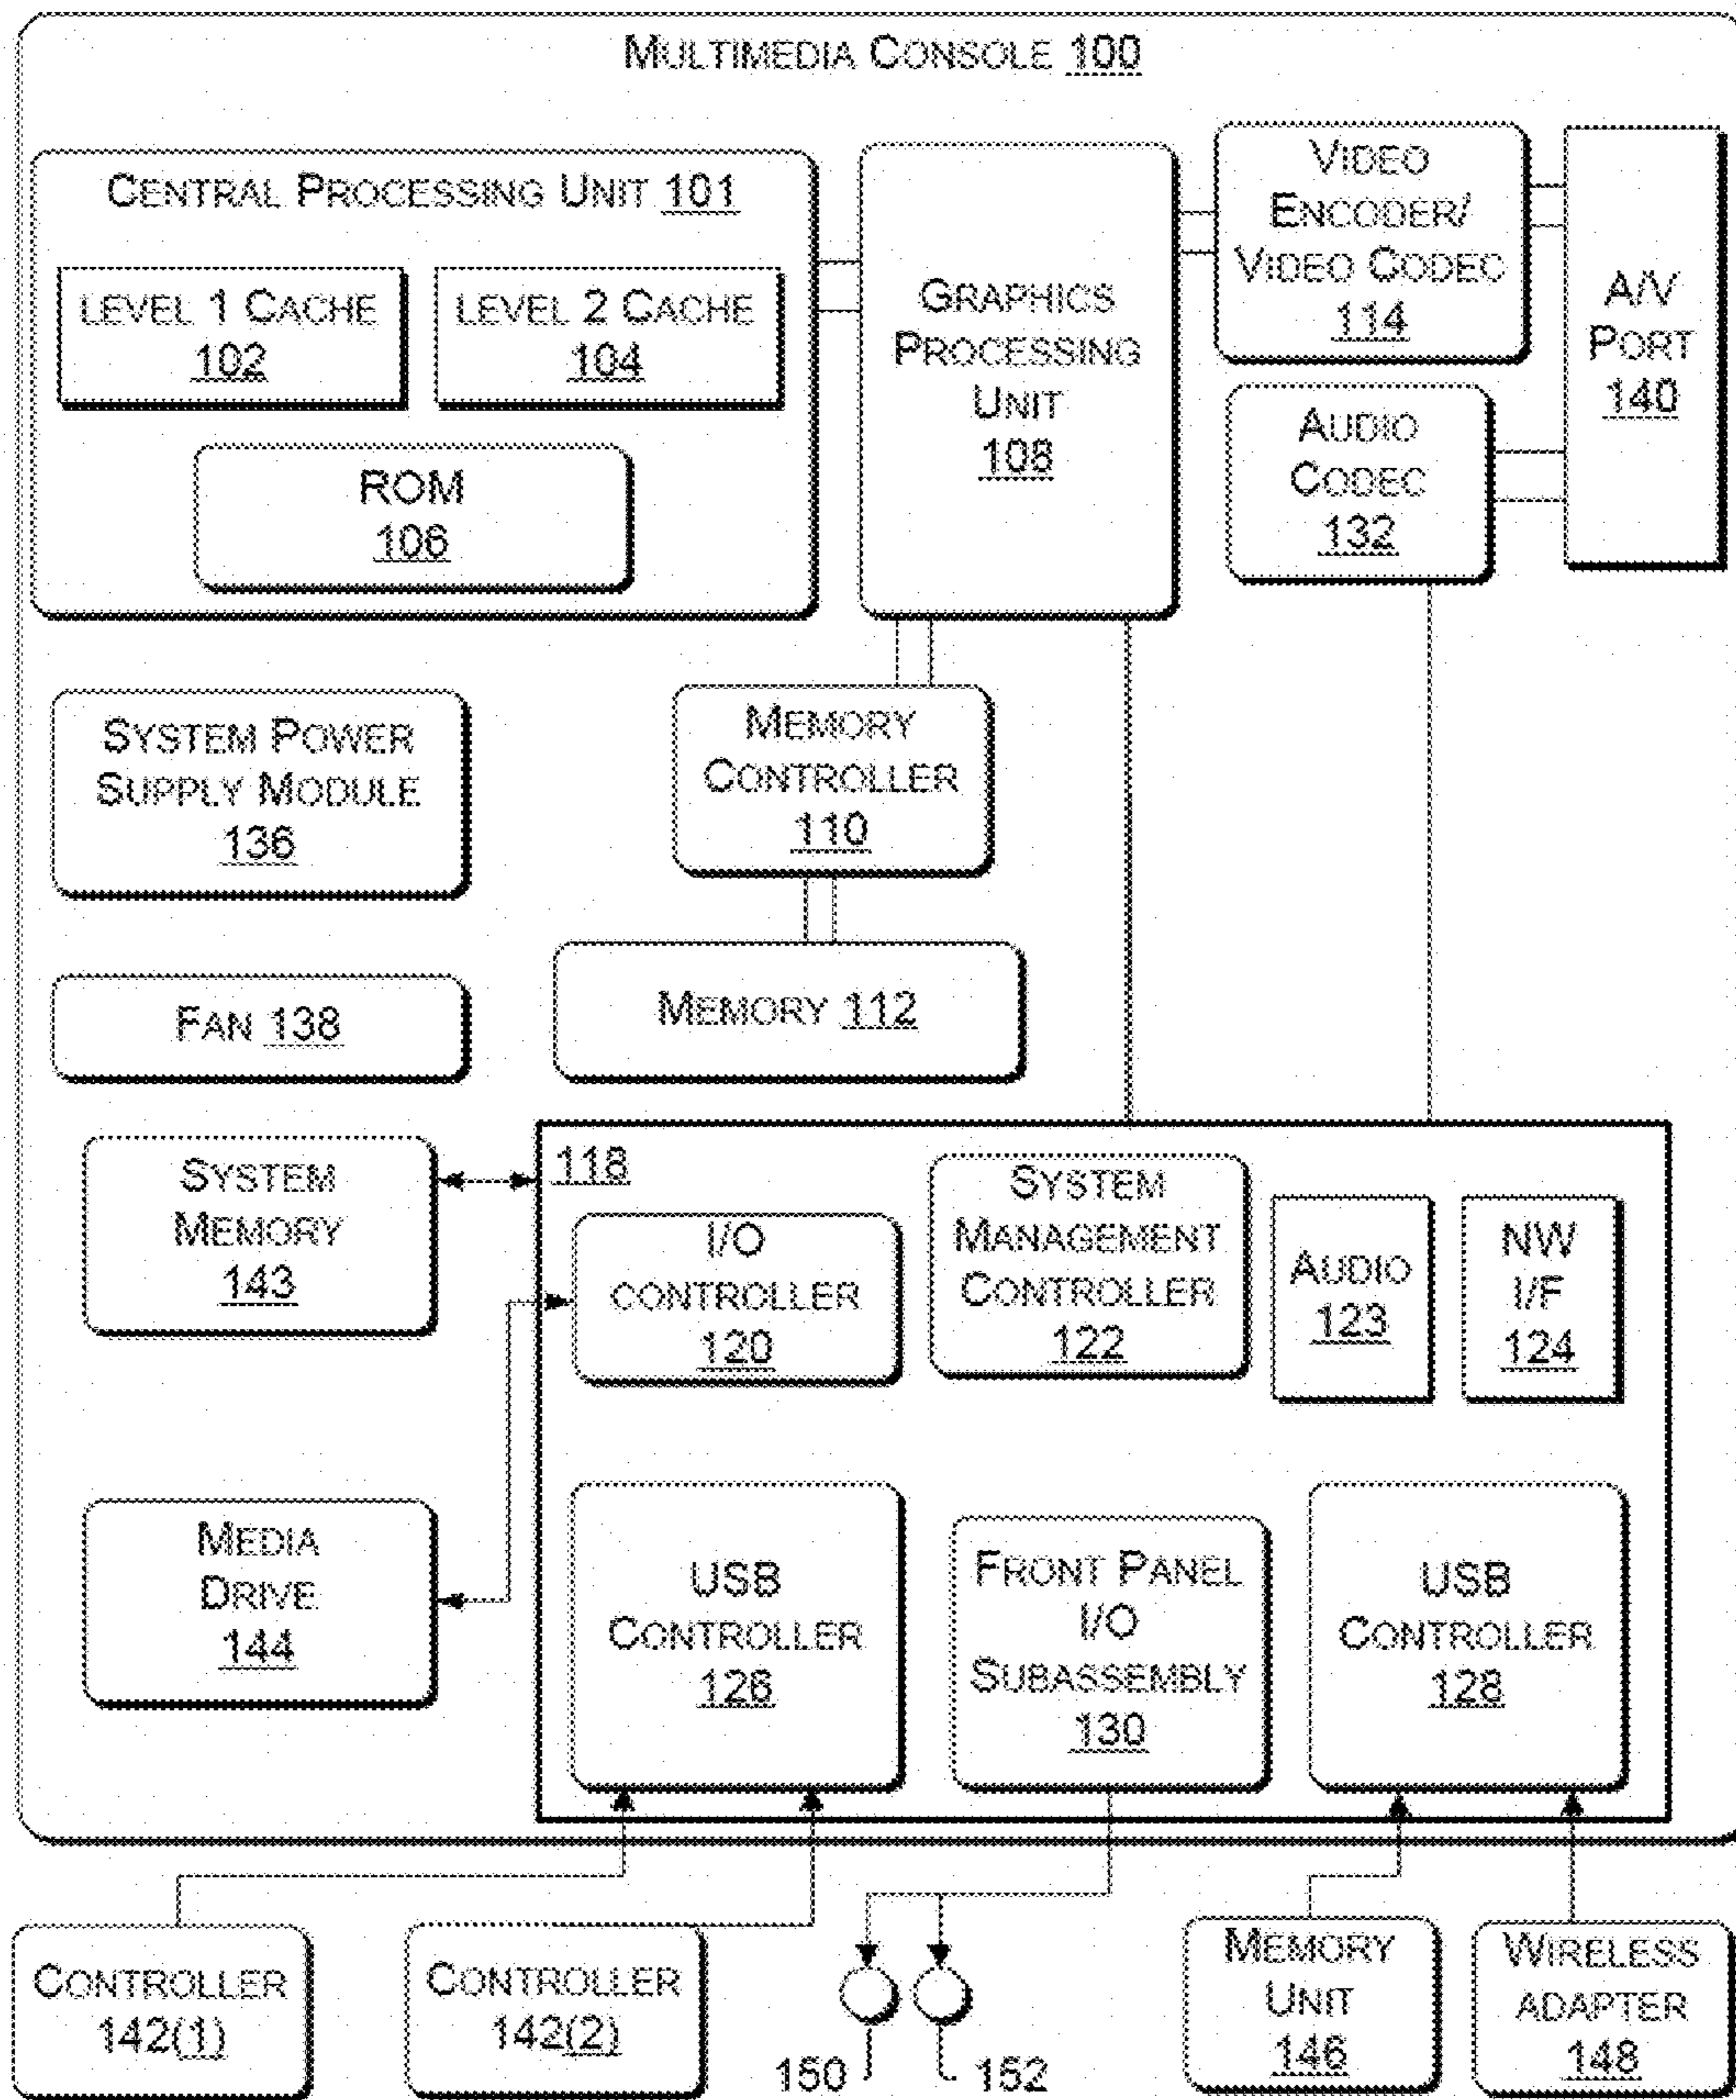 MULTIMEDIA CONSOLE 100
CENTRAL PROCESSING UNIT 101
LEVEL 1 CACHE
102
LEVEL 2 CACHE
104
ROM
106
GRAPHICS
PROCESSING
UNIT
108
VIDEO
ENCODER/
VIDEO CODEC
114
AUDIO
CODEC
132
A/V
PORT
140
SYSTEM POWER
SUPPLY MODULE
136
MEMORY
CONTROLLER
110
FAN 138
MEMORY 112
SYSTEM
MEMORY
143
118
I/O
CONTROLLER
120
SYSTEM
MANAGEMENT
CONTROLLER
122
AUDIO
123
NW
I/F
124
MEDIA
DRIVE
144
USB
CONTROLLER
126
FRONT PANEL
I/O
SUBASSEMBLY
130
USB
CONTROLLER
128
CONTROLLER
142(1)
CONTROLLER
142(2)
150
152
MEMORY
UNIT
146
WIRELESS
ADAPTER
148